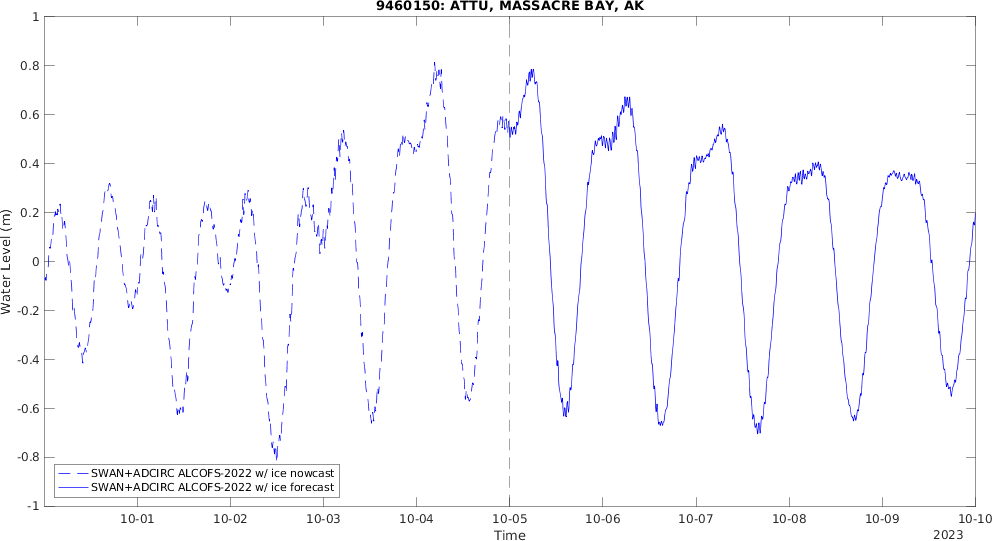 9460150: ATTU, MASSACRE BAY, AK
1
0.8
0.6
0.4
0.2
0
-0.2
-0.4
-0.6
-0.8
-1
Water Level (m)
SWAN+ADCIRC ALCOFS-2022 w/ ice nowcast
SWAN+ADCIRC ALCOFS-2022 w/ ice forecast
10-01 10-02 10-03 10-04 10-05 10-06 10-07 10-08 10-09 10-10
Time
2023